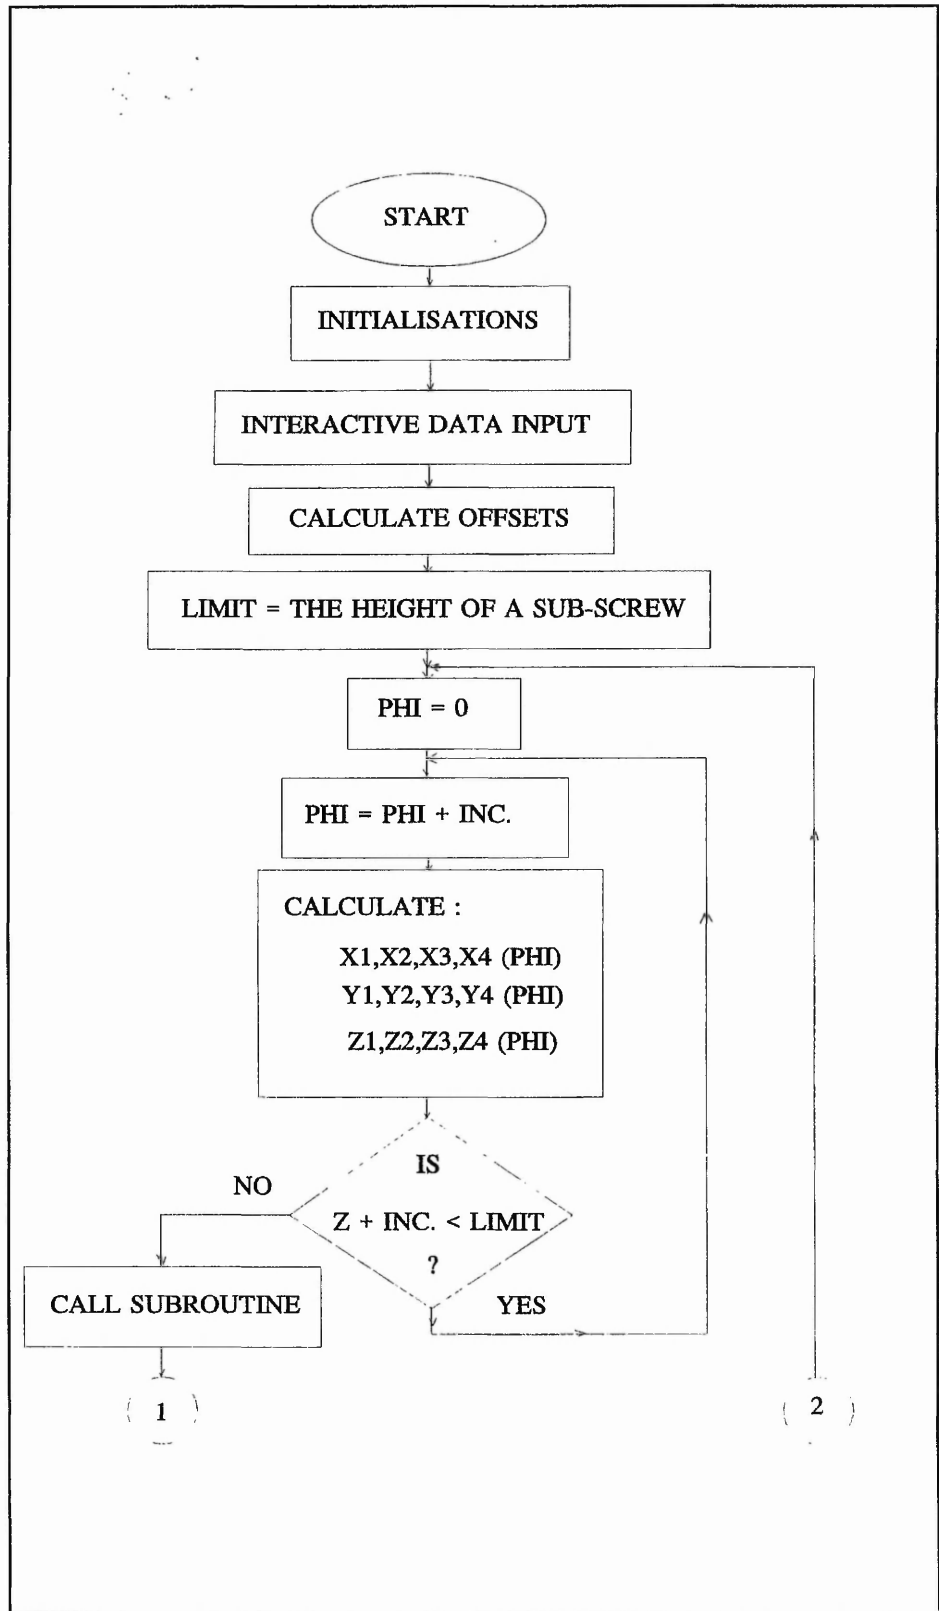 START
INITIALISATIONS
INTERACTIVE DATA INPUT
CALCULATE OFFSETS
LIMIT = THE HEIGHT OF A SUB-SCREW
PHI = 0
PHI = PHI + INC.
CALCULATE :
X1,X2,X3,X4 (PHI)
Y1,Y2,Y3,Y4 (PHI)
Z1,Z2,Z3,Z4 (PHI)
IS
NO
Z + INC. < LIMIT
?
CALL SUBROUTINE
YES
1
2